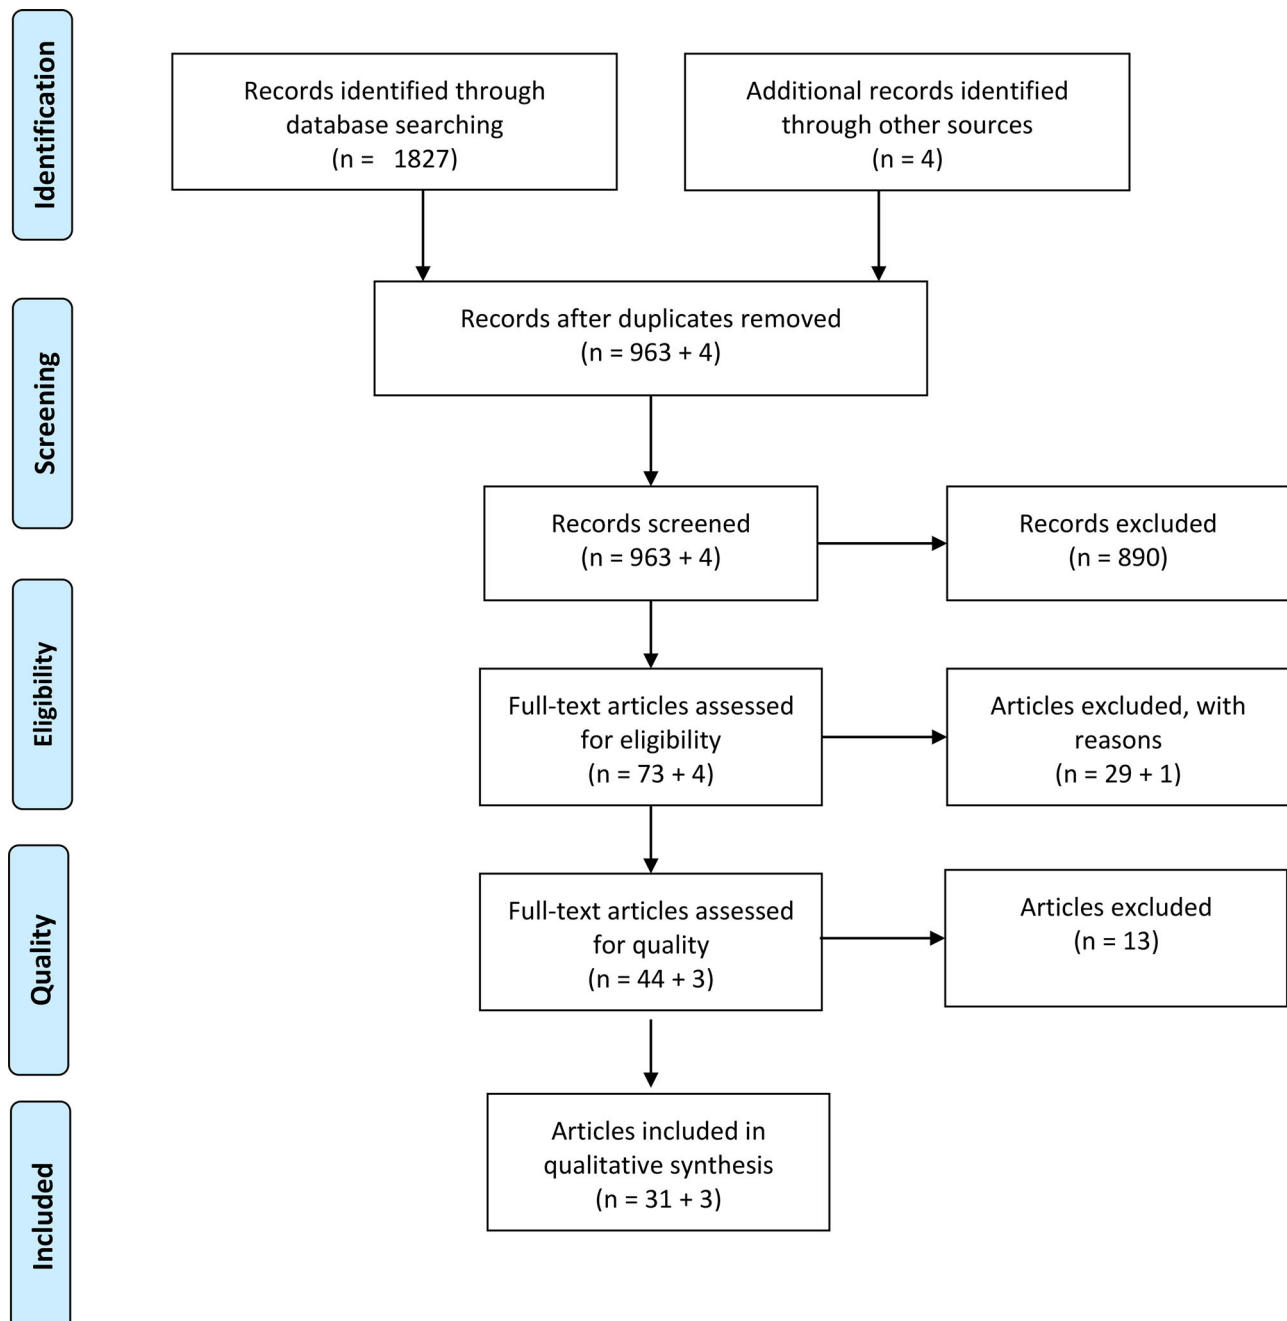 Identification
Records identified through
database searching
(n =   1827)
Additional records identified
through other sources
(n = 4)
Screening
Records after duplicates removed
(n = 963 + 4)
Records screened
(n = 963 + 4)
Records excluded
(n = 890)
Eligibility
Full-text articles assessed
for eligibility
(n = 73 + 4)
Articles excluded, with
reasons
(n = 29 + 1)
Quality
Full-text articles assessed
for quality
(n = 44 + 3)
Articles excluded
(n = 13)
Included
Articles included in
qualitative synthesis
(n = 31 + 3)